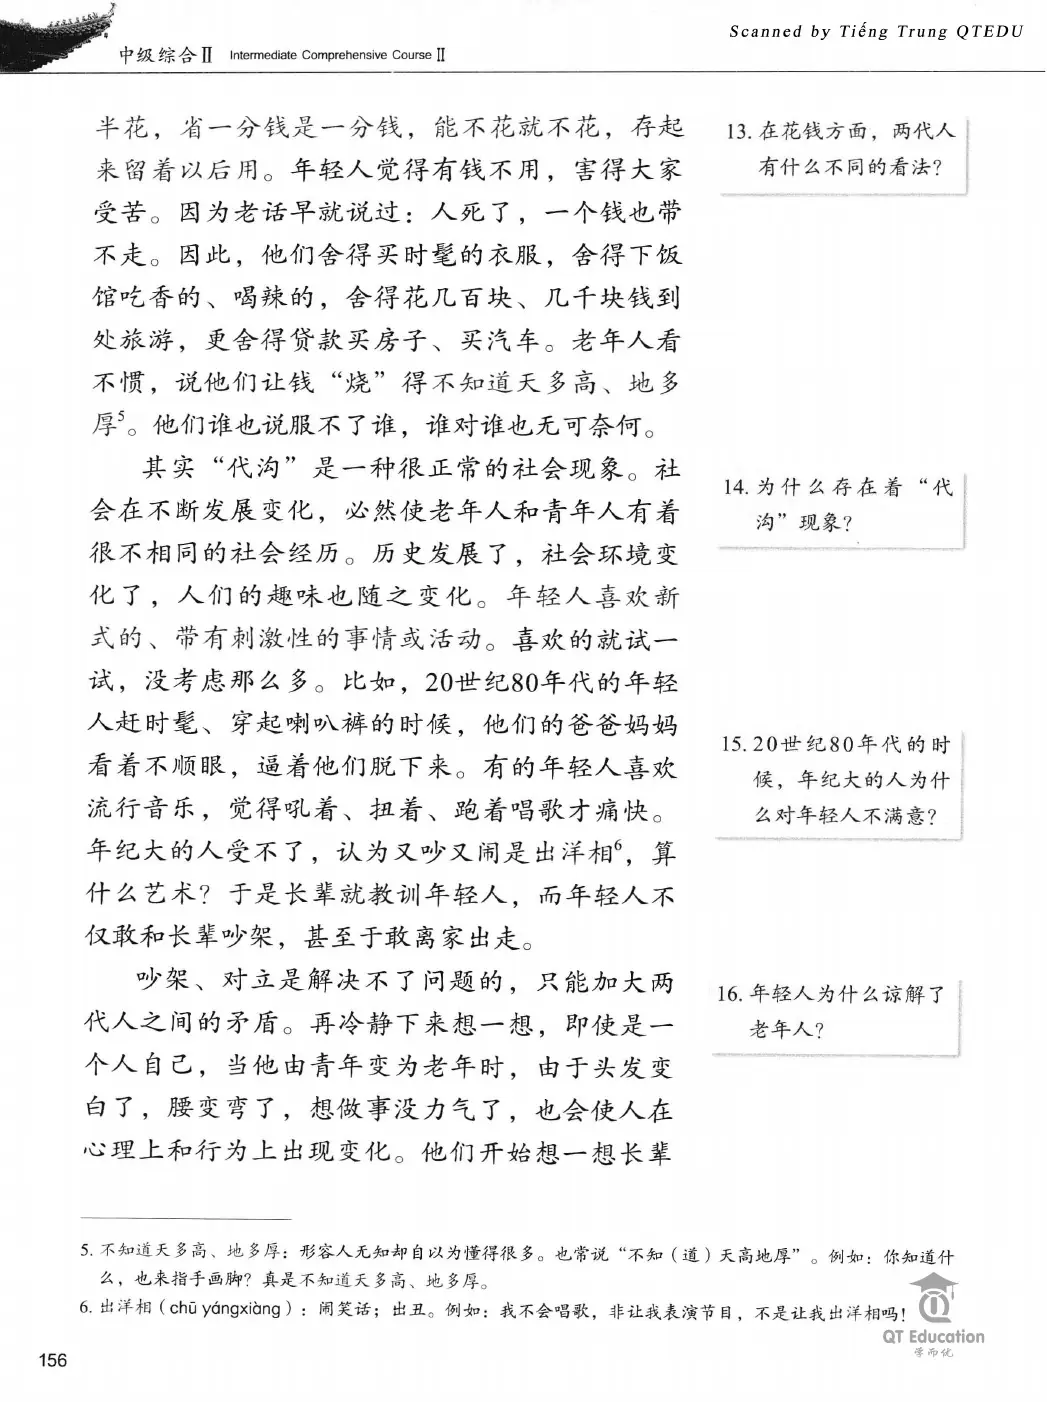 Scanned by Tiếng Trung QTEDU
中级综合Ⅱ Intermediate Comprehensive Course Ⅱ
半花，省一分钱是一分钱，能不花就不花，存起
来留着以后用。年轻人觉得有钱不用，害得大家
受苦。因为老话早就说过：人死了，一个钱也带
不走。因此，他们舍得买时髦的衣服，舍得下饭
馆吃香的、喝辣的，舍得花几百块、几千块钱到
处旅游，更舍得贷款买房子、买汽车。老年人看
不惯，说他们让钱“烧”得不知道天多高、地多
厚5。他们谁也说服不了谁，谁对谁也无可奈何。
其实“代沟”是一种很正常的社会现象。社
会在不断发展变化，必然使老年人和青年人有着
很不相同的社会经历。历史发展了，社会环境变
化了，人们的趣味也随之变化。年轻人喜欢新
式的、带有刺激性的事情或活动。喜欢的就试一
试，没考虑那么多。比如，20世纪80年代的年轻
人赶时髦、穿起喇叭裤的时候，他们的爸爸妈妈
看着不顺眼，逼着他们脱下来。有的年轻人喜欢
流行音乐，觉得吼着、扭着、跑着唱歌才痛快。
年纪大的人受不了，认为又吵又闹是出洋相6，算
什么艺术？于是长辈就教训年轻人，而年轻人不
仅敢和长辈吵架，甚至于敢离家出走。
吵架、对立是解决不了问题的，只能加大两
代人之间的矛盾。再冷静下来想一想，即使是一
个人自己，当他由青年变为老年时，由于头发变
白了，腰变弯了，想做事没力气了，也会使人在
心理上和行为上出现变化。他们开始想一想长辈
13. 在花钱方面，两代人
有什么不同的看法？
14. 为什么存在着“代
沟”现象？
15. 20世纪80年代的时
候，年纪大的人为什
么对年轻人不满意？
16. 年轻人为什么谅解了
老年人？
5. 不知道天多高、地多厚：形容人无知却自以为懂得很多。也常说“不知（道）天高地厚”。例如：你知道什
么，也来指手画脚？真是不知道天多高、地多厚。
6. 出洋相（chū yángxiàng）：闹笑话；出丑。例如：我不会唱歌，非让我表演节目，不是让我出洋相吗！
QT Education
学而优
156